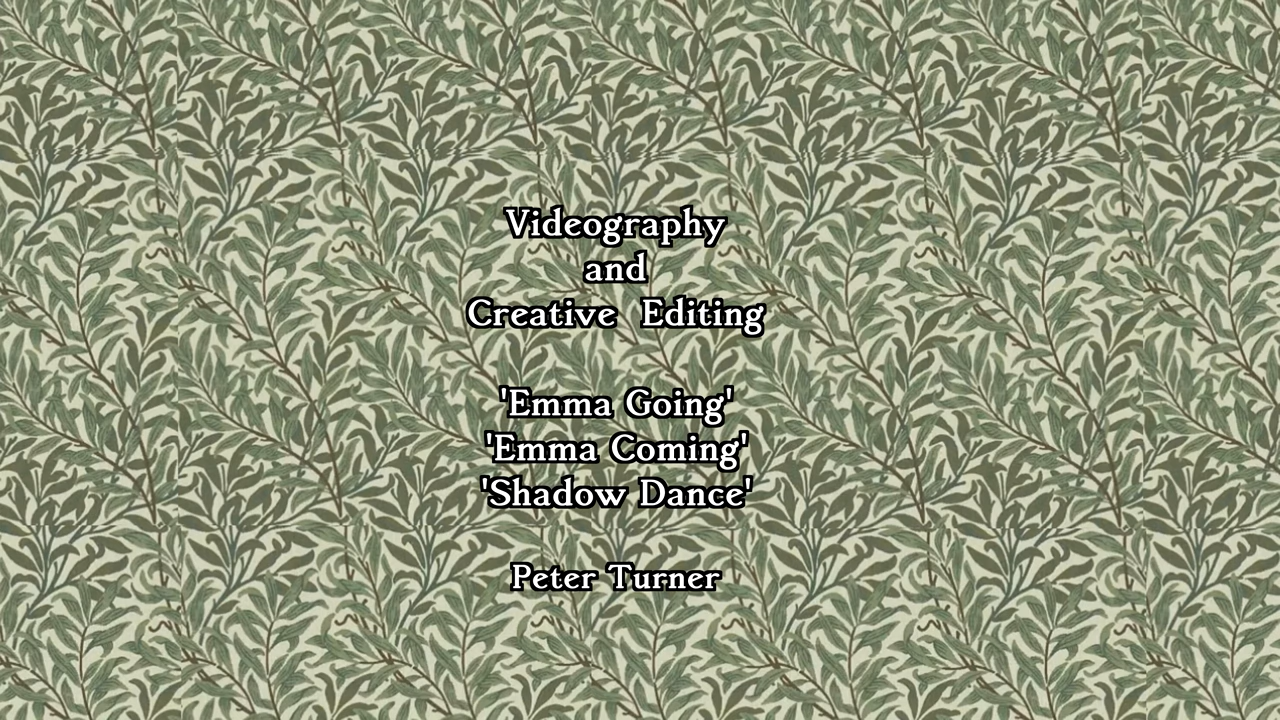 Videography
and
Creative Editing
'Emma Going'
'Emma Coming'
'Shadow Dance'
Peter Turner